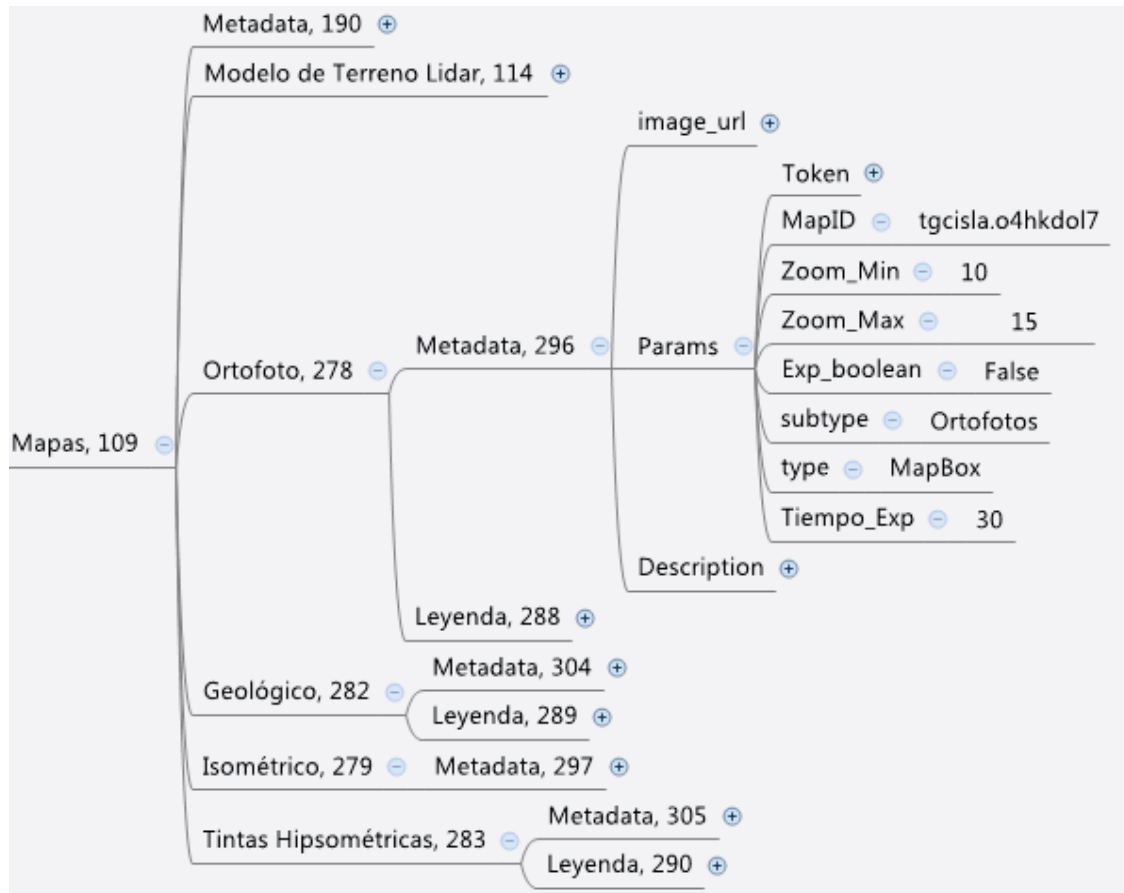 Metadata, 190
Modelo de Terreno Lidar, 114
image_url
Token
MapID tgcisla.o4hkdol7
Zoom_Min 10
Zoom_Max 15
Metadata, 296
Params
Ortofoto, 278
Exp_boolean False
subtype Ortofotos
Mapas, 109
type MapBox
Tiempo_Exp 30
Description
Leyenda, 288
Metadata, 304
Geológico, 282
Leyenda, 289
Isométrico, 279
Metadata, 297
Metadata, 305
Tintas Hipsométricas, 283
Leyenda, 290